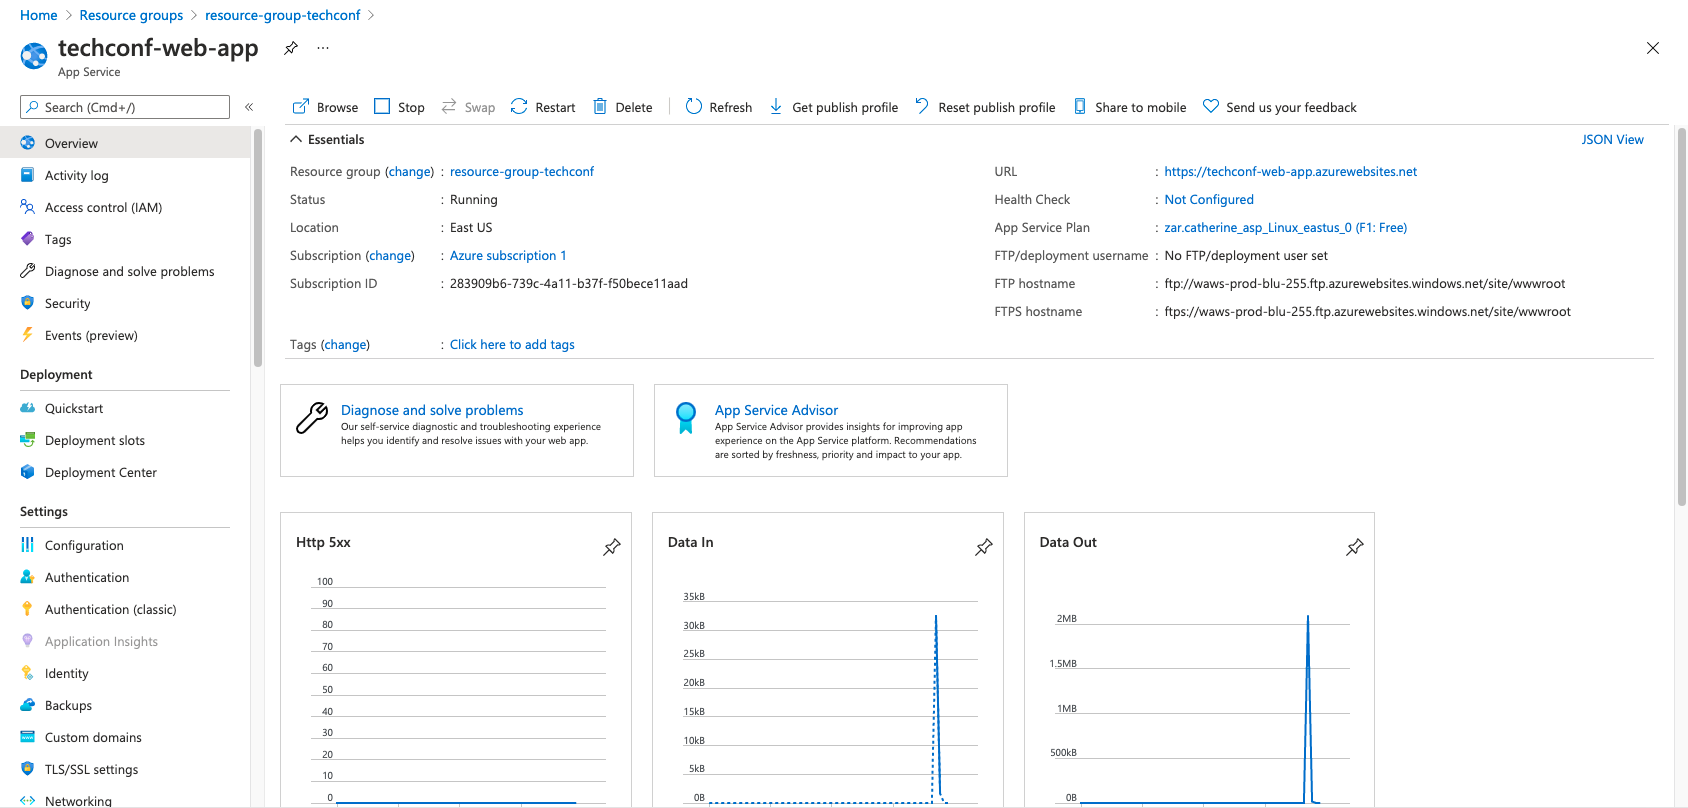 Home > Resource groups > resource-group-techconf >
techconf-web-app ...
App Service
Search (Cmd+/) «
Overview
Activity log
Access control (IAM)
Tags
Diagnose and solve problems
Security
Events (preview)
Deployment
Quickstart
Deployment slots
Deployment Center
Settings
Configuration
Authentication
Authentication (classic)
Application Insights
Identity
Backups
Custom domains
TLS/SSL settings
Networking
Browse Stop Swap Restart Delete Refresh Get publish profile Reset publish profile Share to mobile Send us your feedback
Essentials JSON View
Resource group (change) : resource-group-techconf
Status : Running
Location : East US
Subscription (change) : Azure subscription 1
Subscription ID : 283909b6-739c-4a11-b37f-f50bece11aad
Tags (change) : Click here to add tags
URL : https://techconf-web-app.azurewebsites.net
Health Check : Not Configured
App Service Plan : zar.catherine_asp_Linux_eastus_0 (F1: Free)
FTP/deployment username : No FTP/deployment user set
FTP hostname : ftp://waws-prod-blu-255.ftp.azurewebsites.windows.net/site/wwwroot
FTPS hostname : ftps://waws-prod-blu-255.ftp.azurewebsites.windows.net/site/wwwroot
Diagnose and solve problems
Our self-service diagnostic and troubleshooting experience
helps you identify and resolve issues with your web app.
App Service Advisor
App Service Advisor provides insights for improving app
experience on the App Service platform. Recommendations
are sorted by freshness, priority and impact to your app.
Http 5xx
100
90
80
70
60
50
40
30
20
10
0
Data In
35kB
30kB
25kB
20kB
15kB
10kB
5kB
0B
Data Out
2MB
1.5MB
1MB
500kB
0B